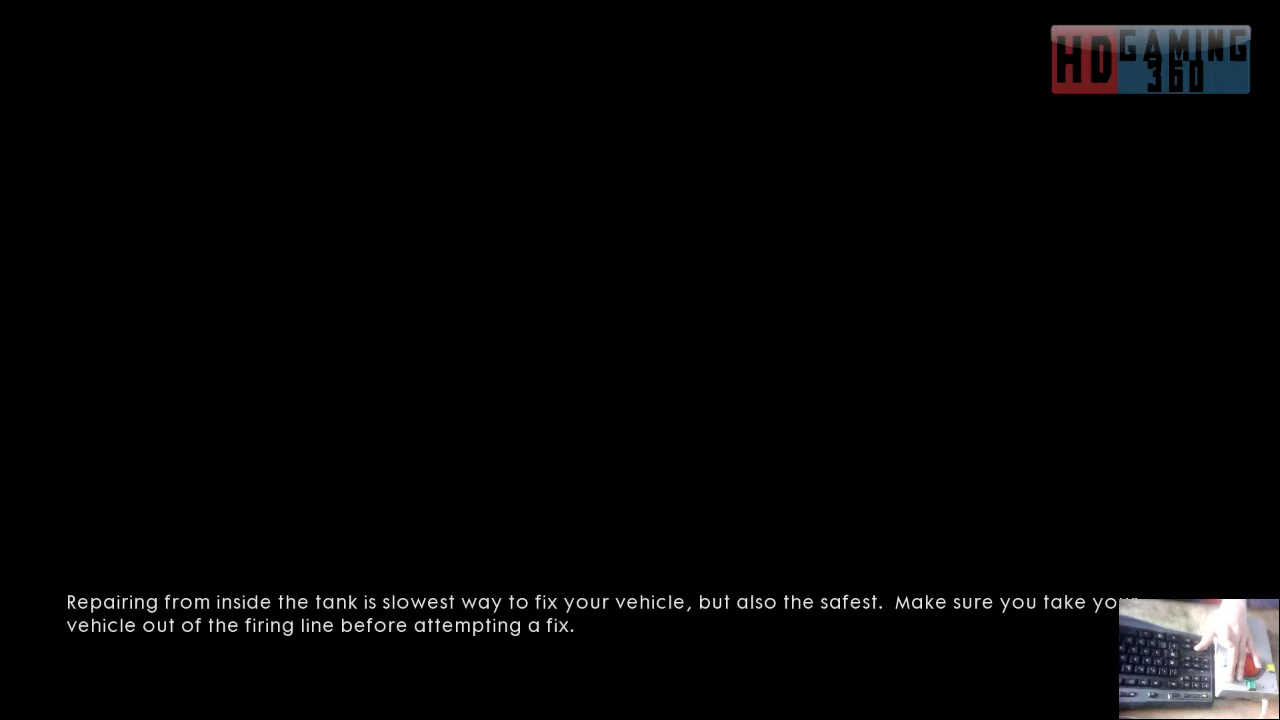 HD GAMING
360
Repairing from inside the tank is slowest way to fix your vehicle, but also the safest.  Make sure you take your
vehicle out of the firing line before attempting a fix.